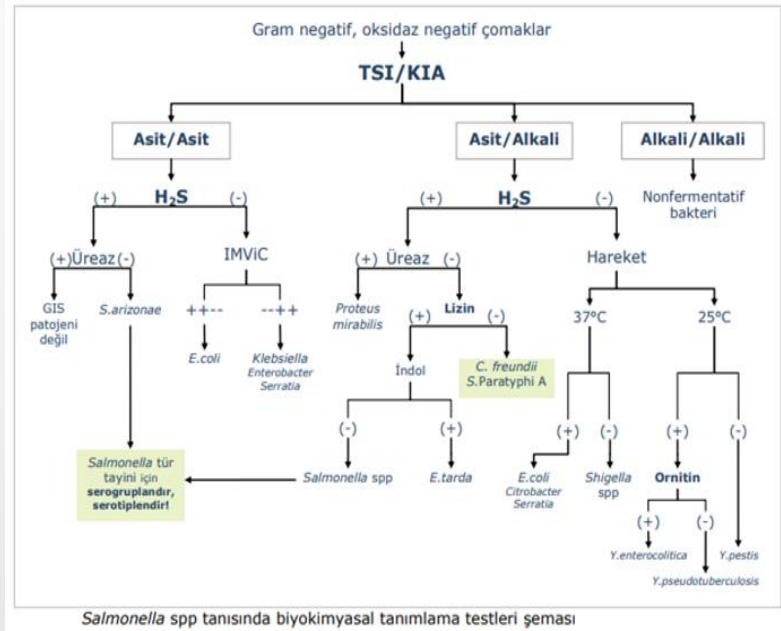 Gram negatif, oksidaz negatif çomaklar
TSI/KIA
Asit/Asit
Asit/Alkali
Alkali/Alkali
(+) H₂S (-)
(+) H₂S (-)
Nonfermentatif
bakteri
(+)Üreaz(-)
IMViC
(+) Üreaz (-)
Hareket
GIS
patojeni
değil
S.arizonae
++--
--++
Proteus
mirabilis
Lizin
(+)
(-)
37°C
25°C
E.coli
Klebsiella
Enterobacter
Serratia
İndol
C. freundii
S.Paratyphi A
(-)
(+)
(+)
(-)
(+)
(-)
Salmonella tür
tayini için
serogruplandır,
serotiplendir!
Salmonella spp
E.tarda
E.coli
Citrobacter
Serratia
Shigella
spp
Ornitin
(+)
(-)
Y.enterocolitica
Y.pestis
Y.pseudotuberculosis
Salmonella spp tanısında biyokimyasal tanımlama testleri şeması